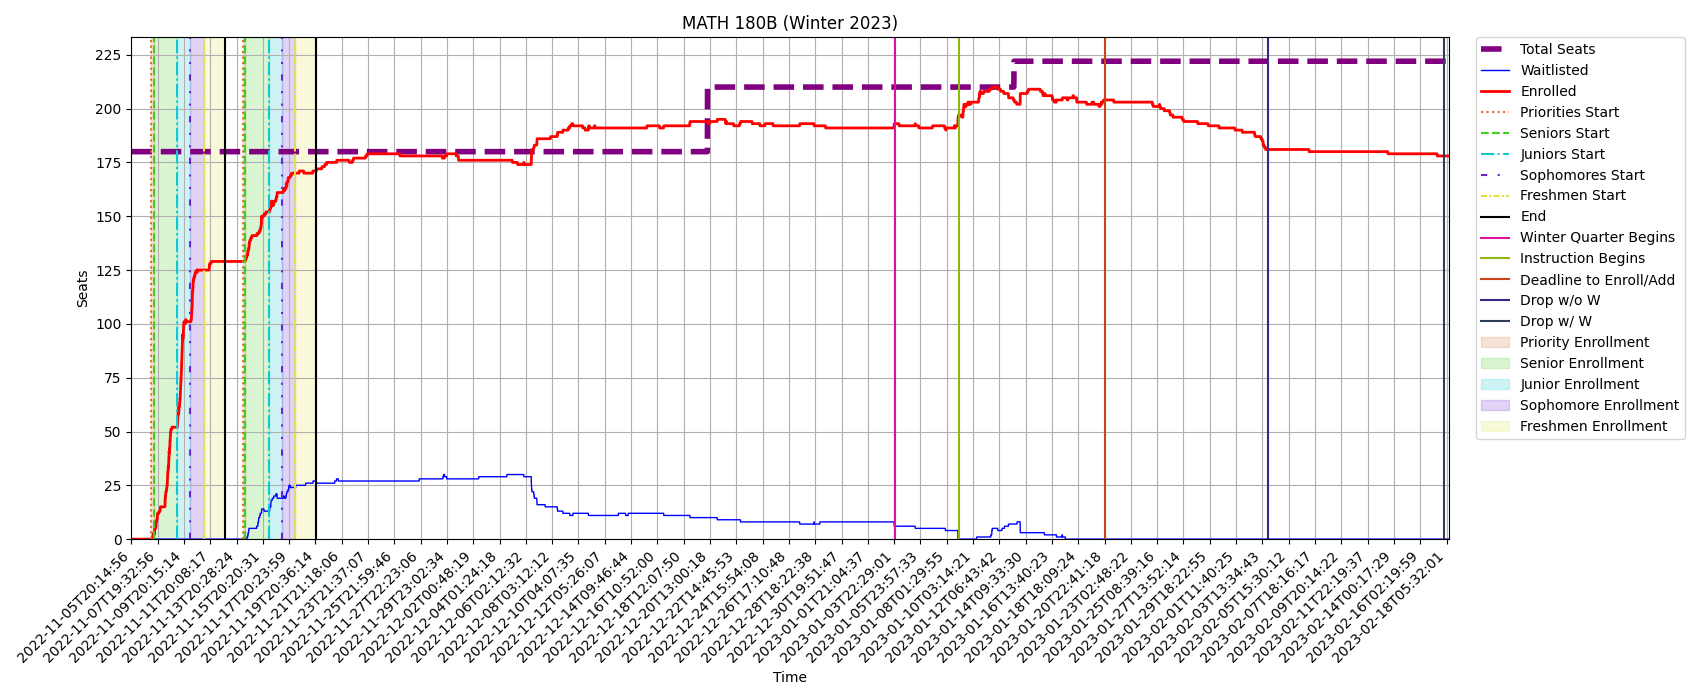 MATH 180B (Winter 2023)
225
200
175
150
125
100
75
50
25
0
Seats
2022-11-05T20:14:56
2022-11-07T19:32:56
2022-11-09T20:15:14
2022-11-11T20:08:17
2022-11-13T20:28:24
2022-11-15T20:20:31
2022-11-17T20:23:59
2022-11-19T20:36:14
2022-11-21T21:18:06
2022-11-23T21:37:07
2022-11-25T21:59:46
2022-11-27T22:23:06
2022-11-29T23:02:34
2022-12-02T00:48:19
2022-12-04T01:24:18
2022-12-06T02:12:32
2022-12-08T03:12:12
2022-12-10T04:07:35
2022-12-12T05:26:07
2022-12-14T09:46:44
2022-12-16T10:52:00
2022-12-18T12:07:50
2022-12-20T13:00:18
2022-12-22T14:45:53
2022-12-24T15:54:08
2022-12-26T17:10:48
2022-12-28T18:22:38
2022-12-30T19:51:47
2023-01-01T21:04:37
2023-01-03T22:29:01
2023-01-05T23:57:33
2023-01-08T01:29:55
2023-01-10T03:14:21
2023-01-12T06:43:42
2023-01-14T09:33:30
2023-01-16T13:40:23
2023-01-18T18:09:24
2023-01-20T22:41:18
2023-01-23T02:48:22
2023-01-25T08:39:16
2023-01-27T13:52:14
2023-01-29T18:22:55
2023-02-01T11:40:25
2023-02-03T13:34:43
2023-02-05T15:30:12
2023-02-07T18:16:17
2023-02-09T20:14:22
2023-02-11T22:19:37
2023-02-14T00:17:29
2023-02-16T02:19:59
2023-02-18T05:32:01
Time
Total Seats
Waitlisted
Enrolled
Priorities Start
Seniors Start
Juniors Start
Sophomores Start
Freshmen Start
End
Winter Quarter Begins
Instruction Begins
Deadline to Enroll/Add
Drop w/o W
Drop w/ W
Priority Enrollment
Senior Enrollment
Junior Enrollment
Sophomore Enrollment
Freshmen Enrollment